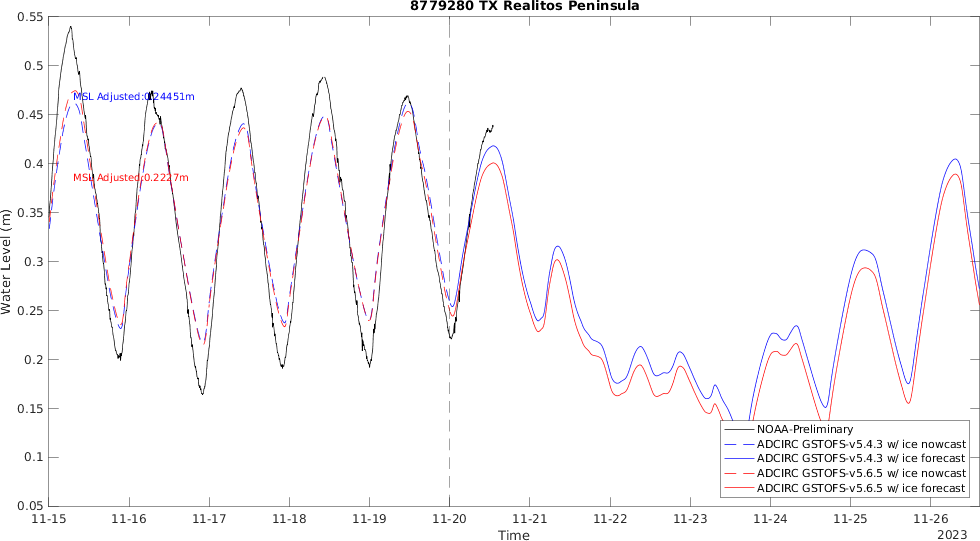 8779280 TX Realitos Peninsula
0.55
0.5
0.45
0.4
0.35
0.3
0.25
0.2
0.15
0.1
0.05
Water Level (m)
MSL Adjusted:0.24451m
MSL Adjusted:0.2227m
NOAA-Preliminary
ADCIRC GSTOFS-v5.4.3 w/ ice nowcast
ADCIRC GSTOFS-v5.4.3 w/ ice forecast
ADCIRC GSTOFS-v5.6.5 w/ ice nowcast
ADCIRC GSTOFS-v5.6.5 w/ ice forecast
11-15 11-16 11-17 11-18 11-19 11-20 11-21 11-22 11-23 11-24 11-25 11-26
Time
2023